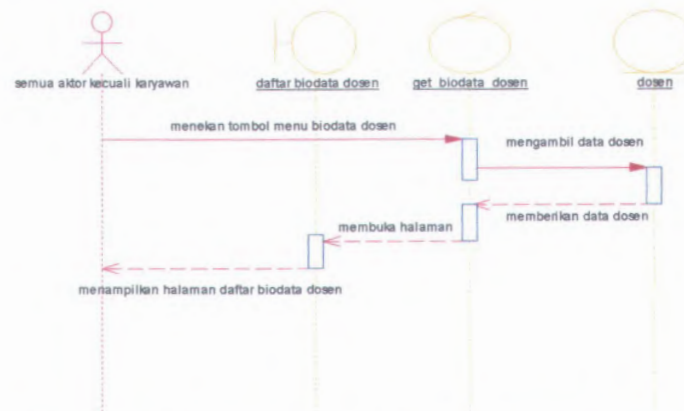 semua aktor kecuali karyawan
daftar biodata dosen
get_biodata_dosen
dosen
menekan tombol menu biodata dosen
mengambil data dosen
memberikan data dosen
membuka halaman
menampilkan halaman daftar biodata dosen